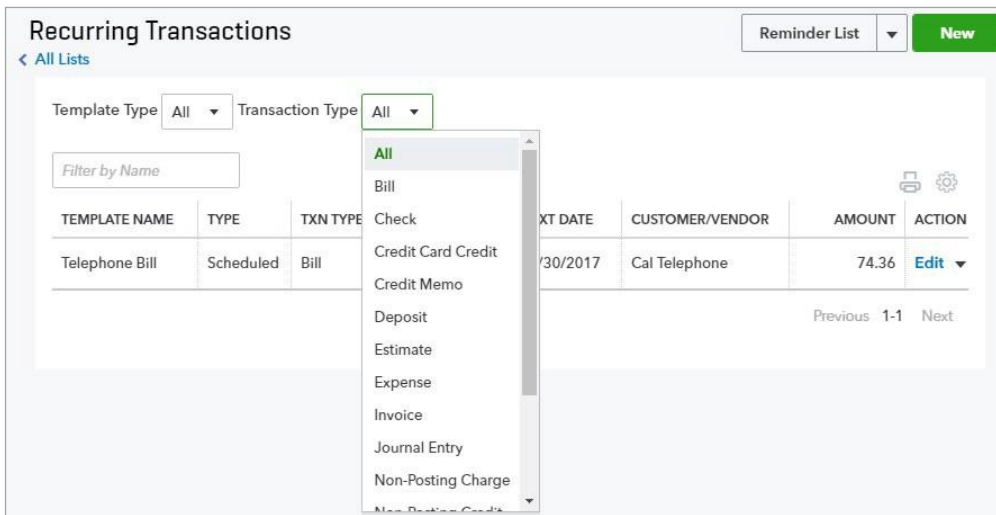 Recurring Transactions
Reminder List
New
All Lists
Template Type All Transaction Type All
Filter by Name
All
Bill
Check
Credit Card Credit
Credit Memo
Deposit
Estimate
Expense
Invoice
Journal Entry
Non-Posting Charge
Non-Posting Credit
TEMPLATE NAME TYPE TXN TYPE XT DATE CUSTOMER/VENDOR AMOUNT ACTION
Telephone Bill Scheduled Bill /30/2017 Cal Telephone 74.36 Edit
Previous 1-1 Next